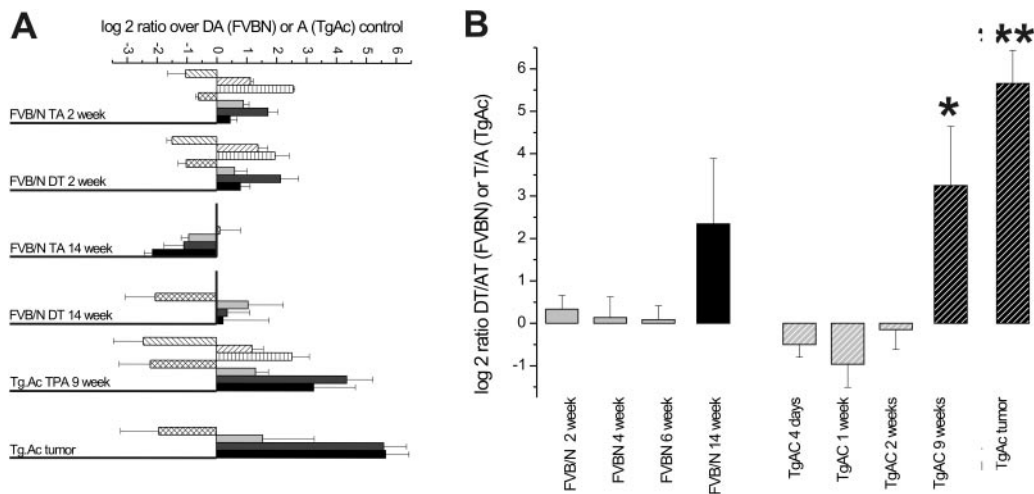 A
log 2 ratio over DA (FVBN) or A (TgAc) control
-3 -2 -1 0 1 2 3 4 5 6
FVB/N TA 2 week
FVB/N DT 2 week
FVB/N TA 14 week
FVB/N DT 14 week
Tg.Ac TPA 9 week
Tg.Ac tumor
B
log 2 ratio DT/AT (FVBN) or T/A (TgAc)
6
5
4
3
2
1
0
-1
*
**
FVB/N 2 week
FVBN 4 week
FVBN 6 week
FVB/N 14 week
TgAC 4 days
TgAC 1 week
TgAC 2 weeks
TgAC 9 weeks
TgAc tumor